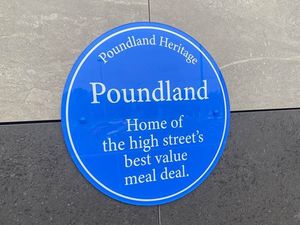 Poundland Heritage
Poundland
Home of
the high street's
best value
meal deal.